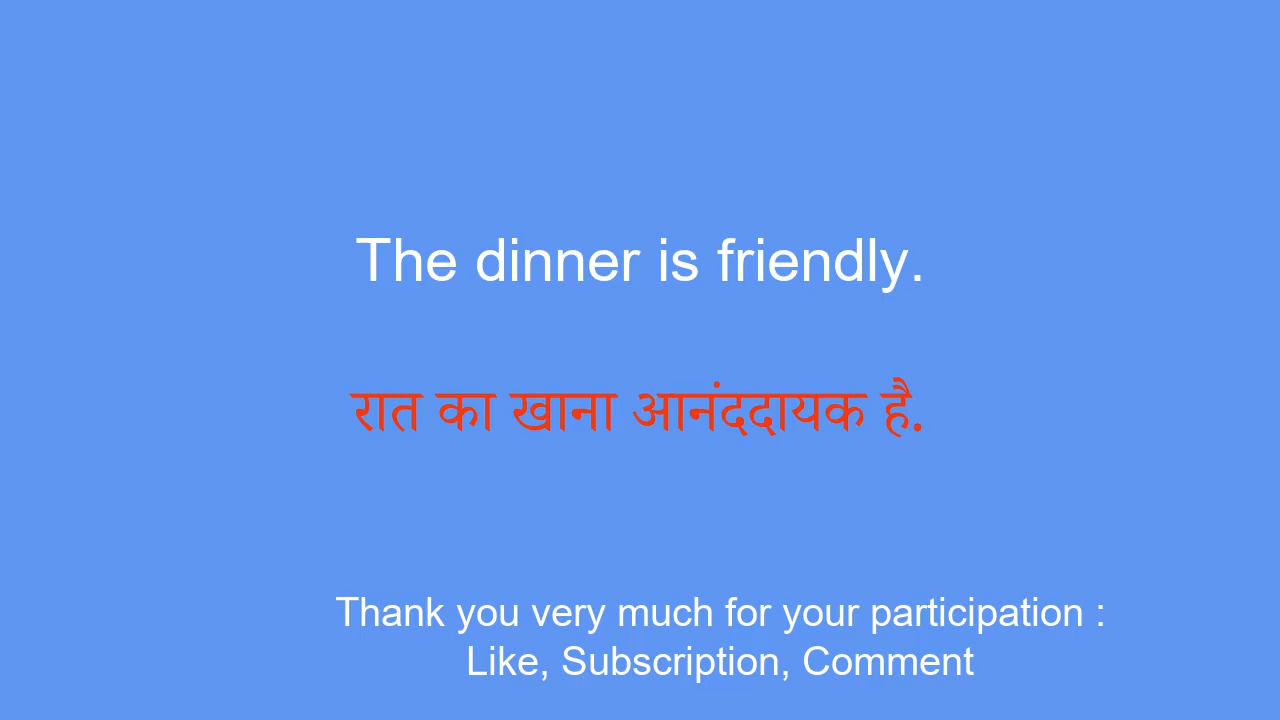 The dinner is friendly.
रात का खाना आनंददायक है.
Thank you very much for your participation :
Like, Subscription, Comment